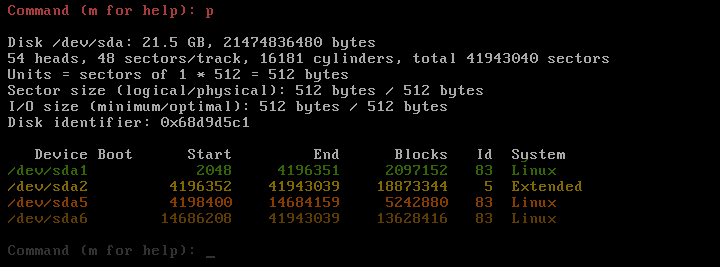 Command (m for help): p
Disk /dev/sda: 21.5 GB, 21474836480 bytes
54 heads, 48 sectors/track, 16181 cylinders, total 41943040 sectors
Units = sectors of 1 * 512 = 512 bytes
Sector size (logical/physical): 512 bytes / 512 bytes
I/O size (minimum/optimal): 512 bytes / 512 bytes
Disk identifier: 0x68d9d5c1
Device Boot Start End Blocks Id System
/dev/sda1 2048 4196351 2097152 83 Linux
/dev/sda2 4196352 41943039 18873344 5 Extended
/dev/sda5 4198400 14684159 5242880 83 Linux
/dev/sda6 14686208 41943039 13628416 83 Linux
Command (m for help): _